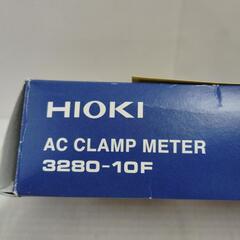 HIOKI
AC CLAMP METER
3280-10F